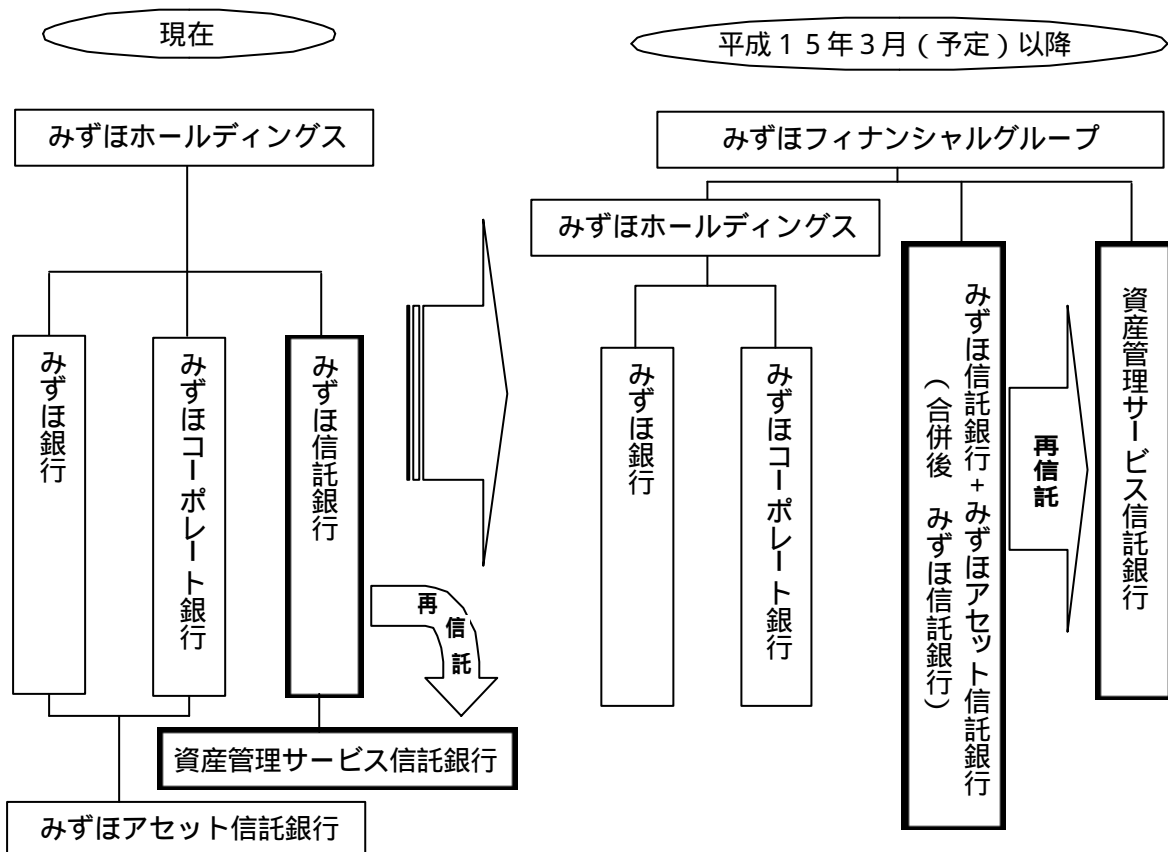 現在
みずほホールディングス
みずほ銀行
みずほコーポレート銀行
みずほ信託銀行
再信託
資産管理サービス信託銀行
みずほアセット信託銀行
平成１５年３月（予定）以降
みずほフィナンシャルグループ
みずほホールディングス
みずほ銀行
みずほコーポレート銀行
みずほ信託銀行＋みずほアセット信託銀行
（合併後　みずほ信託銀行）
再信託
資産管理サービス信託銀行